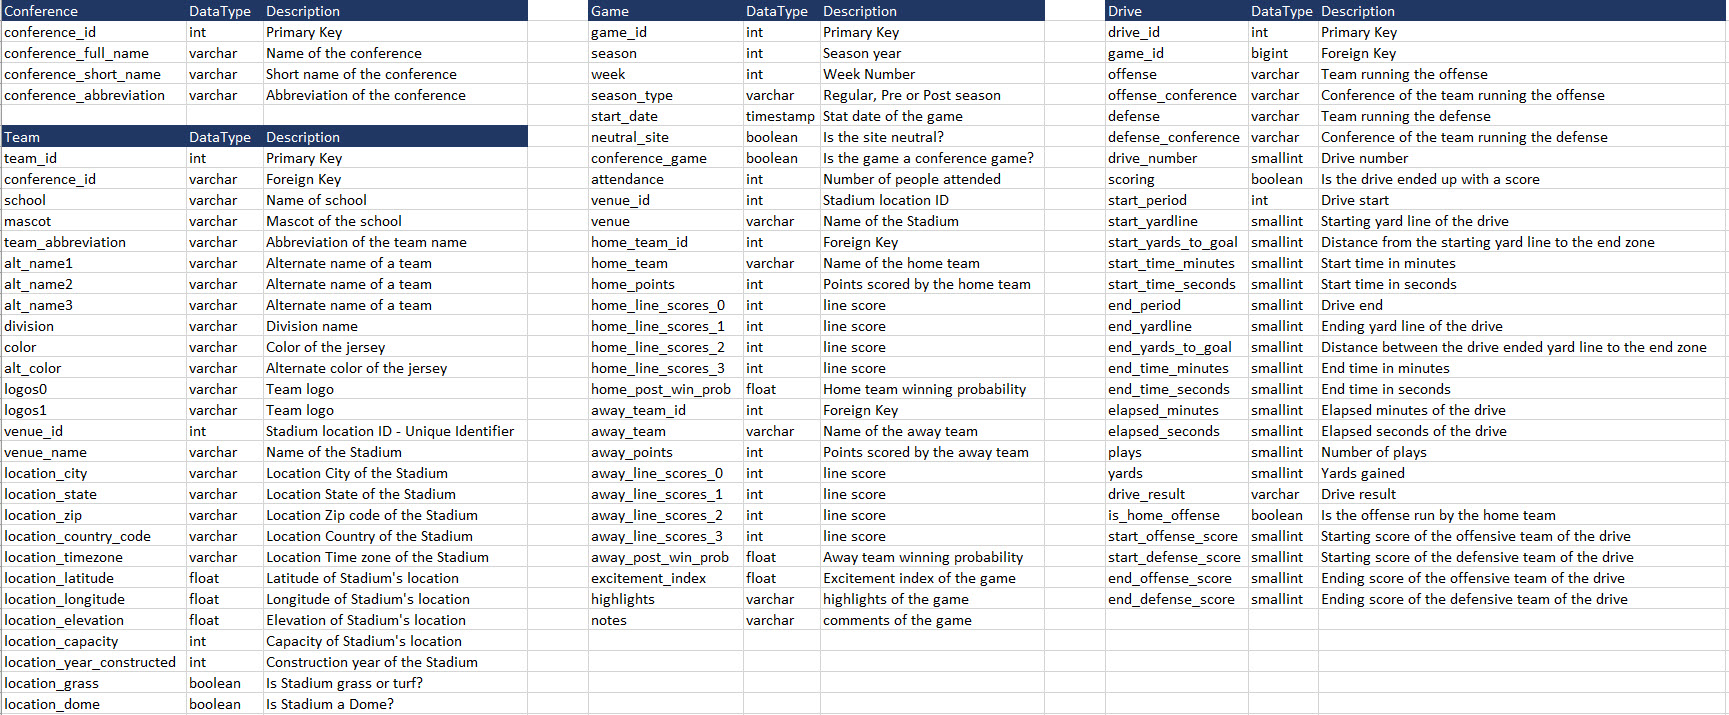 Conference DataType Description
conference_id int Primary Key
conference_full_name varchar Name of the conference
conference_short_name varchar Short name of the conference
conference_abbreviation varchar Abbreviation of the conference
Team DataType Description
team_id int Primary Key
conference_id varchar Foreign Key
school varchar Name of school
mascot varchar Mascot of the school
team_abbreviation varchar Abbreviation of the team name
alt_name1 varchar Alternate name of a team
alt_name2 varchar Alternate name of a team
alt_name3 varchar Alternate name of a team
division varchar Division name
color varchar Color of the jersey
alt_color varchar Alternate color of the jersey
logos0 varchar Team logo
logos1 varchar Team logo
venue_id int Stadium location ID - Unique Identifier
venue_name varchar Name of the Stadium
location_city varchar Location City of the Stadium
location_state varchar Location State of the Stadium
location_zip varchar Location Zip code of the Stadium
location_country_code varchar Location Country of the Stadium
location_timezone varchar Location Time zone of the Stadium
location_latitude float Latitude of Stadium's location
location_longitude float Longitude of Stadium's location
location_elevation float Elevation of Stadium's location
location_capacity int Capacity of Stadium's location
location_year_constructed int Construction year of the Stadium
location_grass boolean Is Stadium grass or turf?
location_dome boolean Is Stadium a Dome?
Game DataType Description
game_id int Primary Key
season int Season year
week int Week Number
season_type varchar Regular, Pre or Post season
start_date timestamp Stat date of the game
neutral_site boolean Is the site neutral?
conference_game boolean Is the game a conference game?
attendance int Number of people attended
venue_id int Stadium location ID
venue varchar Name of the Stadium
home_team_id int Foreign Key
home_team varchar Name of the home team
home_points int Points scored by the home team
home_line_scores_0 int line score
home_line_scores_1 int line score
home_line_scores_2 int line score
home_line_scores_3 int line score
home_post_win_prob float Home team winning probability
away_team_id int Foreign Key
away_team varchar Name of the away team
away_points int Points scored by the away team
away_line_scores_0 int line score
away_line_scores_1 int line score
away_line_scores_2 int line score
away_line_scores_3 int line score
away_post_win_prob float Away team winning probability
excitement_index float Excitement index of the game
highlights varchar highlights of the game
notes varchar comments of the game
Drive DataType Description
drive_id int Primary Key
game_id bigint Foreign Key
offense varchar Team running the offense
offense_conference varchar Conference of the team running the offense
defense varchar Team running the defense
defense_conference varchar Conference of the team running the defense
drive_number smallint Drive number
scoring boolean Is the drive ended up with a score
start_period int Drive start
start_yardline smallint Starting yard line of the drive
start_yards_to_goal smallint Distance from the starting yard line to the end zone
start_time_minutes smallint Start time in minutes
start_time_seconds smallint Start time in seconds
end_period smallint Drive end
end_yardline smallint Ending yard line of the drive
end_yards_to_goal smallint Distance between the drive ended yard line to the end zone
end_time_minutes smallint End time in minutes
end_time_seconds smallint End time in seconds
elapsed_minutes smallint Elapsed minutes of the drive
elapsed_seconds smallint Elapsed seconds of the drive
plays smallint Number of plays
yards smallint Yards gained
drive_result varchar Drive result
is_home_offense boolean Is the offense run by the home team
start_offense_score smallint Starting score of the offensive team of the drive
start_defense_score smallint Starting score of the defensive team of the drive
end_offense_score smallint Ending score of the offensive team of the drive
end_defense_score smallint Ending score of the defensive team of the drive